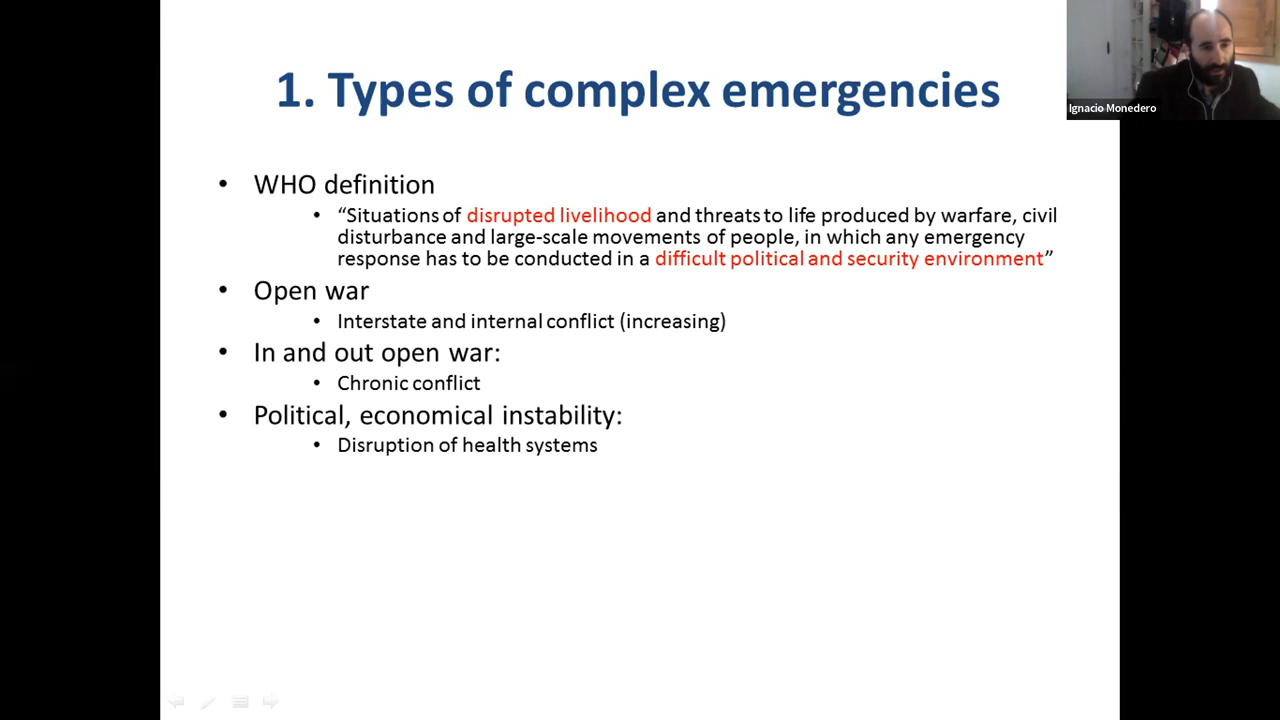 1. Types of complex emergencies
Ignacio Monedero
• WHO definition
• “Situations of disrupted livelihood and threats to life produced by warfare, civil
disturbance and large-scale movements of people, in which any emergency
response has to be conducted in a difficult political and security environment”
• Open war
• Interstate and internal conflict (increasing)
• In and out open war:
• Chronic conflict
• Political, economical instability:
• Disruption of health systems